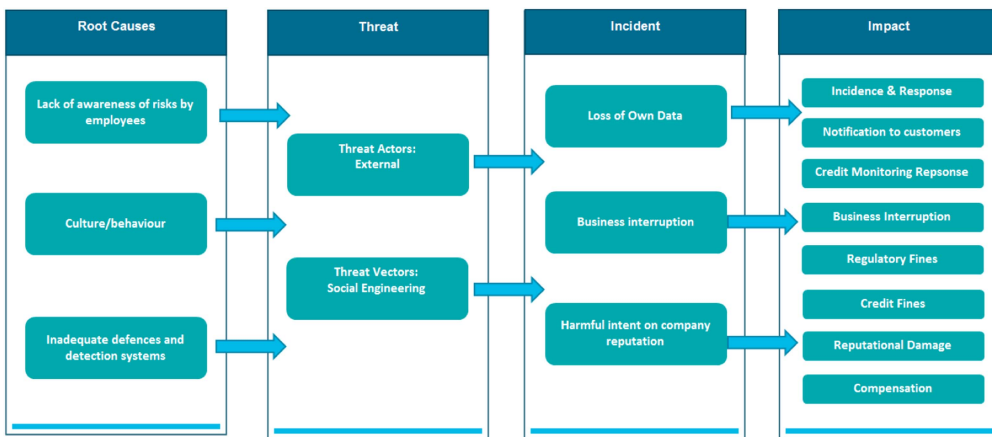 Root Causes
Threat
Incident
Impact
Lack of awareness of risks by
employees
Culture/behaviour
Inadequate defences and
detection systems
Threat Actors:
External
Threat Vectors:
Social Engineering
Loss of Own Data
Business interruption
Harmful intent on company
reputation
Incidence & Response
Notification to customers
Credit Monitoring Repsonse
Business Interruption
Regulatory Fines
Credit Fines
Reputational Damage
Compensation